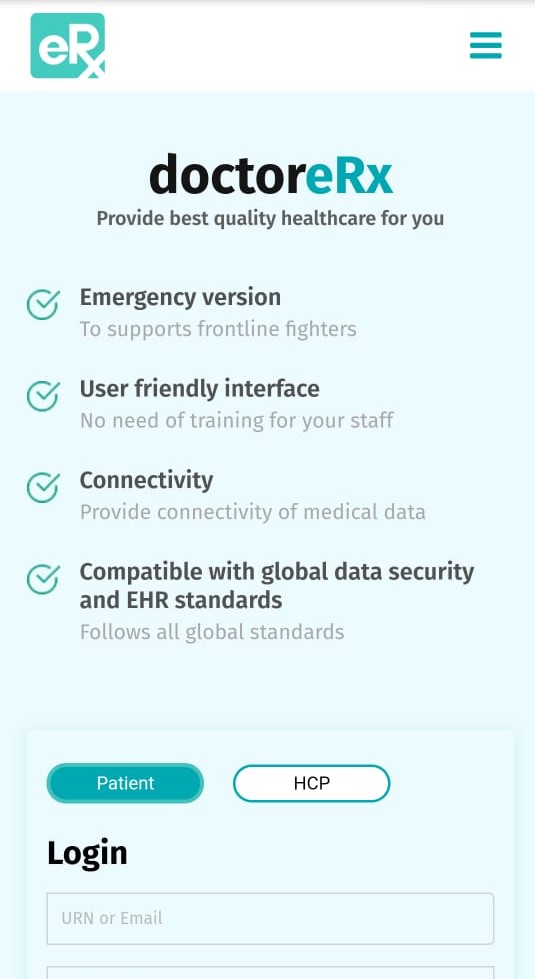 eRx
doctoreRx
Provide best quality healthcare for you
Emergency version
To supports frontline fighters
User friendly interface
No need of training for your staff
Connectivity
Provide connectivity of medical data
Compatible with global data security
and EHR standards
Follows all global standards
Patient
HCP
Login
URN or Email